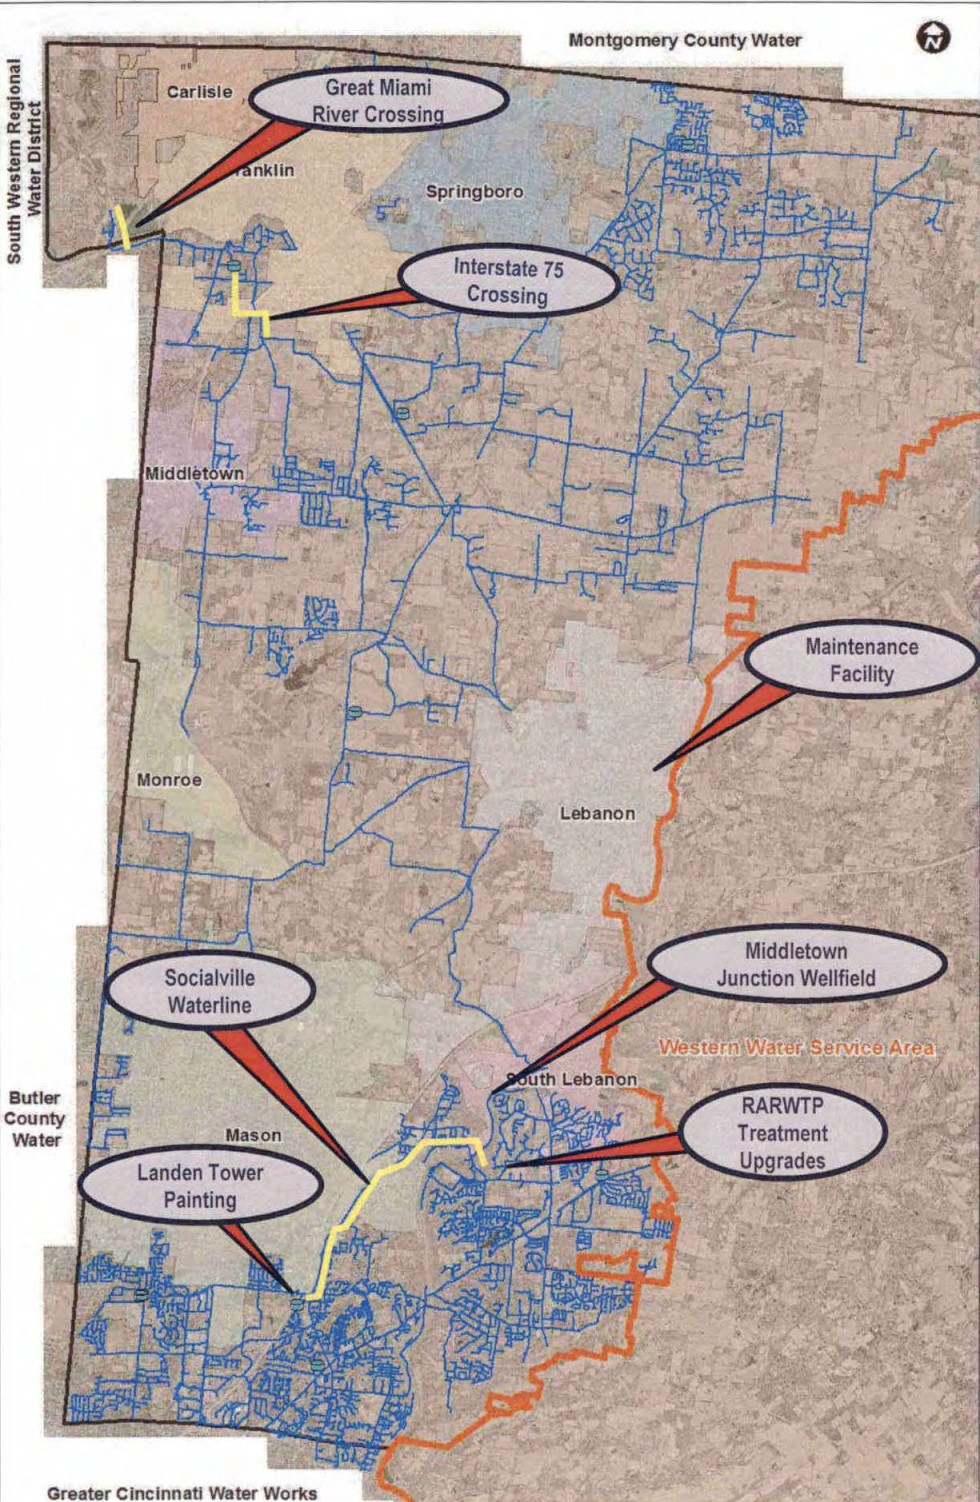 Montgomery County Water
N
South Western Regional
Water District
Carlisle
Great Miami
River Crossing
ranklin
Springboro
Interstate 75
Crossing
Middletown
Maintenance
Facility
Monroe
Lebanon
Middletown
Junction Wellfield
Socialville
Waterline
Western Water Service Area
South Lebanon
Butler
County
Water
RARWTP
Treatment
Upgrades
Mason
Landen Tower
Painting
Greater Cincinnati Water Works